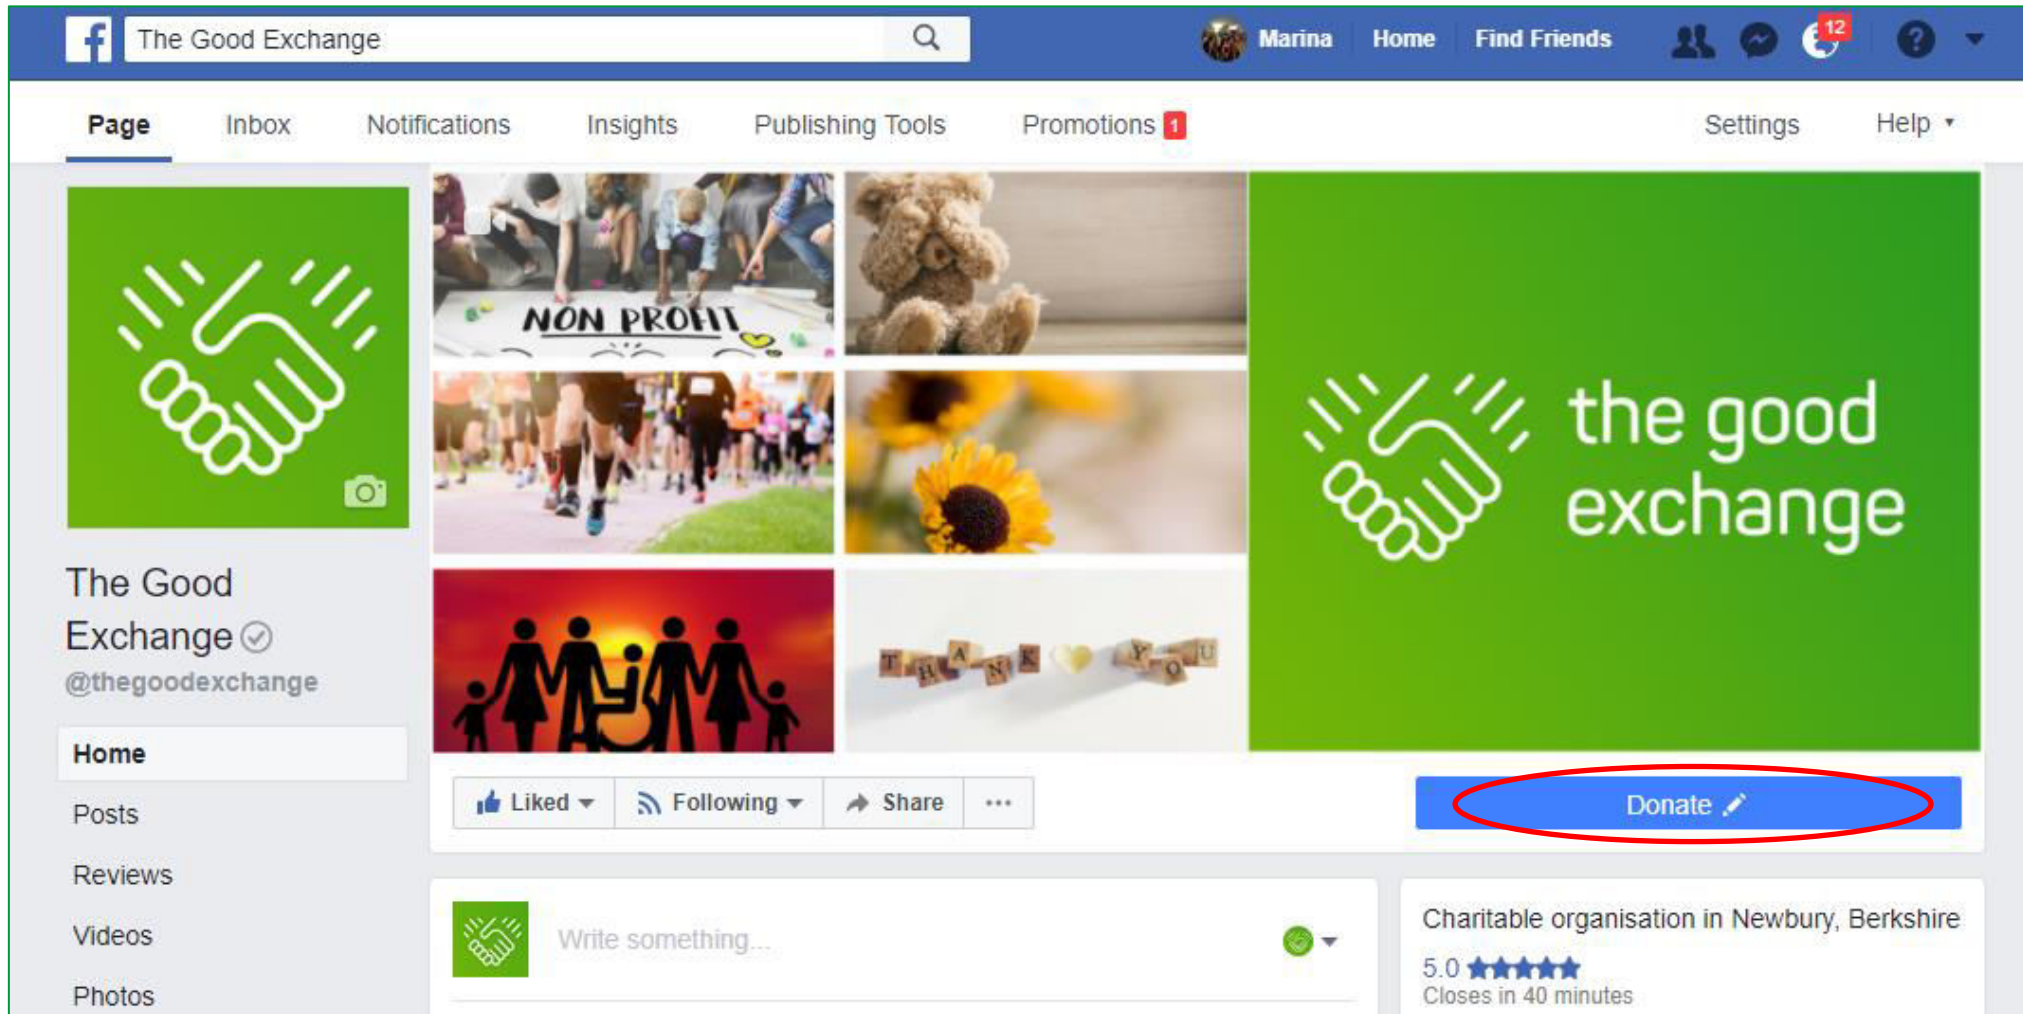 The Good Exchange
Marina Home Find Friends 12
Page Inbox Notifications Insights Publishing Tools Promotions 1 Settings Help
NON PROFIT
THANK YOU
the good
exchange
The Good
Exchange
@thegoodexchange
Home
Posts
Reviews
Videos
Photos
Liked Following Share ...
Donate
Write something...
Charitable organisation in Newbury, Berkshire
5.0
Closes in 40 minutes